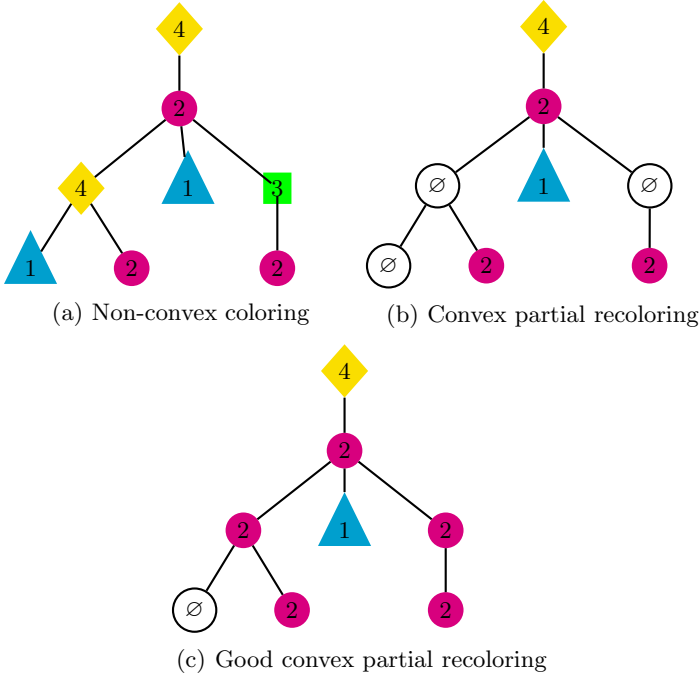 4 4
2 2
4 1 3 ∅ 1 ∅
1 2 2 ∅ 2 2
(a) Non-convex coloring (b) Convex partial recoloring
4
2
2 1 2
∅ 2 2
(c) Good convex partial recoloring